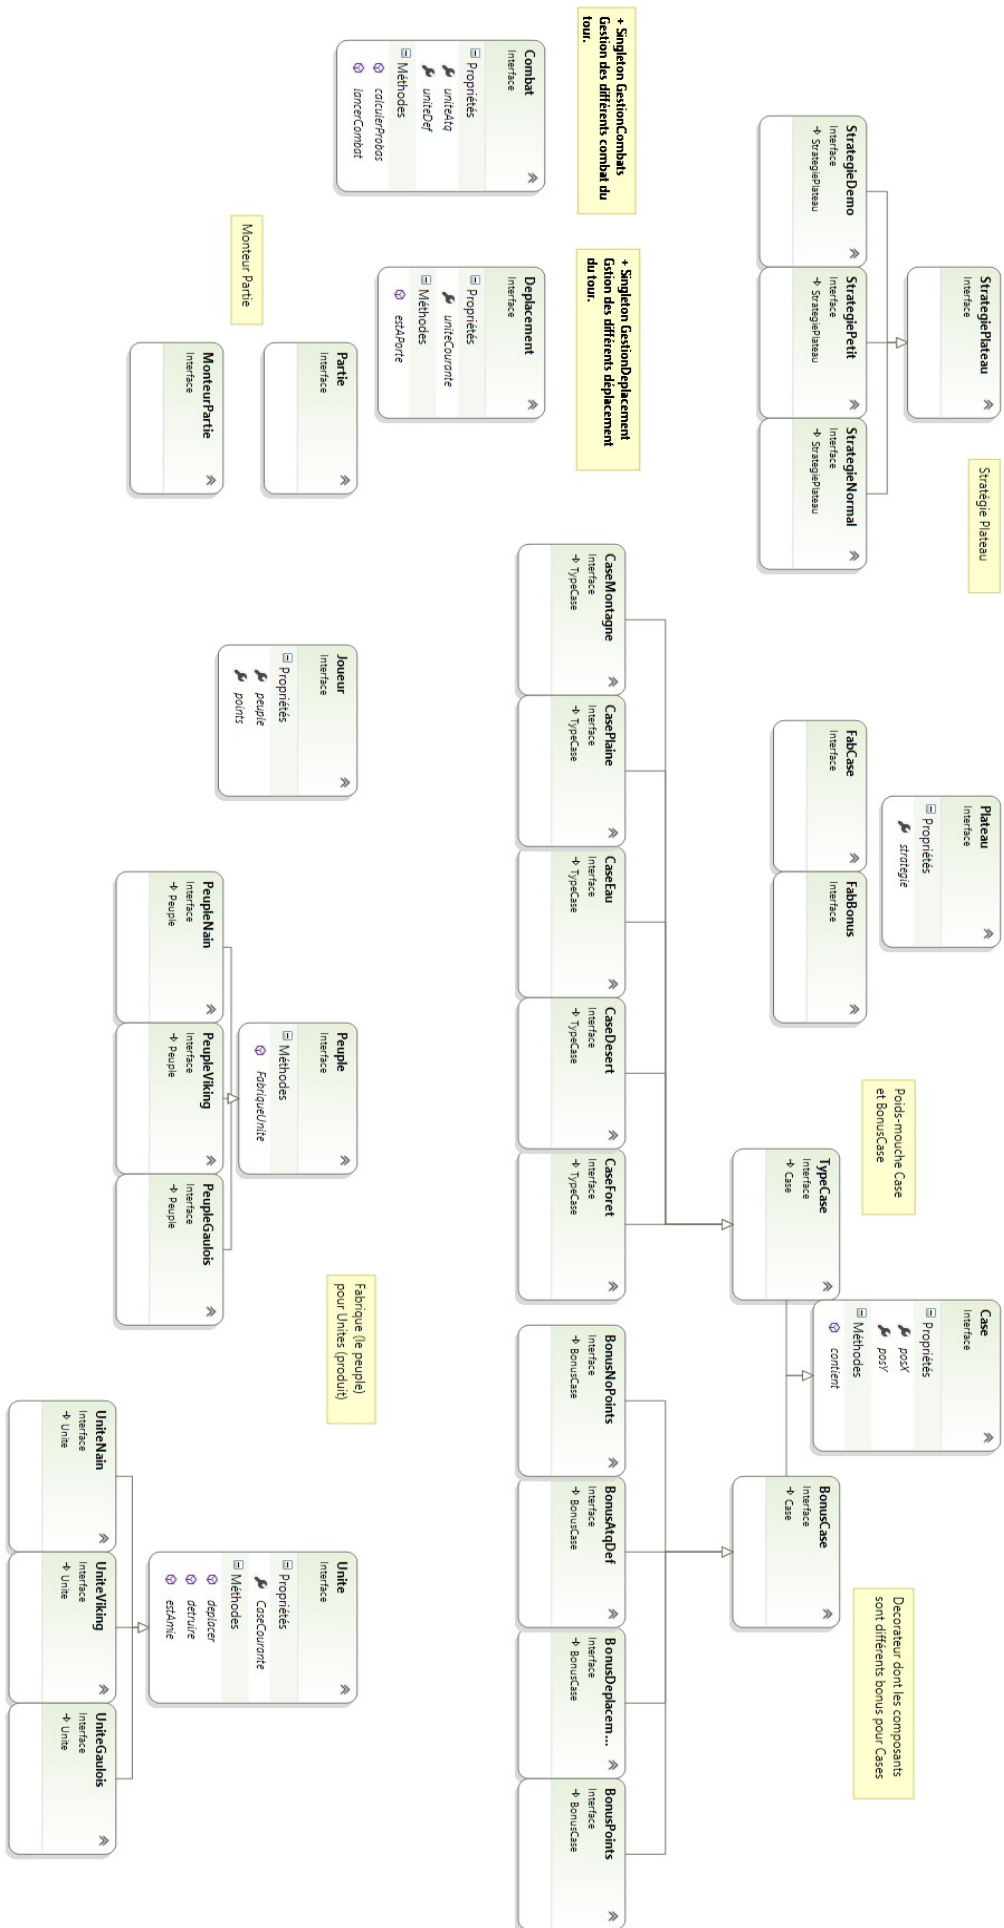 StrategiePlateau
Interface
Stratégie Plateau
StrategieDemo
Interface
StrategiePlateau
StrategiePetit
Interface
StrategiePlateau
StrategieNormal
Interface
StrategiePlateau
Plateau
Interface
Propriétés
strategie
FabCase
Interface
FabBonus
Interface
Poids-mouche Case
et BonusCase
Case
Interface
Propriétés
posX
posY
Méthodes
contient
TypeCase
Interface
Case
BonusCase
Interface
Case
Decorateur dont les composants
sont différents bonus pour Cases
+ Singleton GestionCombats
Gestion des différents combat du
tour.
+ Singleton GestionDeplacement
Gstion des différents déplacement
du tour.
CaseMontagne
Interface
TypeCase
CasePlaine
Interface
TypeCase
CaseEau
Interface
TypeCase
CaseDesert
Interface
TypeCase
CaseForet
Interface
TypeCase
BonusNoPoints
Interface
BonusCase
BonusAtqDef
Interface
BonusCase
BonusDeplacem...
Interface
BonusCase
BonusPoints
Interface
BonusCase
Combat
Interface
Propriétés
uniteAtq
uniteDef
Méthodes
calculerProbas
lancerCombat
Deplacement
Interface
Propriétés
uniteCourante
Méthodes
estAPorte
Monteur Partie
Partie
Interface
MonteurPartie
Interface
Joueur
Interface
Propriétés
peuple
points
Peuple
Interface
Méthodes
FabriqueUnite
PeupleNain
Interface
Peuple
PeupleViking
Interface
Peuple
PeupleGaulois
Interface
Peuple
Fabrique (le peuple)
pour Unites (produit)
Unite
Interface
Propriétés
CaseCourante
Méthodes
deplacer
detruire
estAmie
UniteNain
Interface
Unite
UniteViking
Interface
Unite
UniteGaulois
Interface
Unite